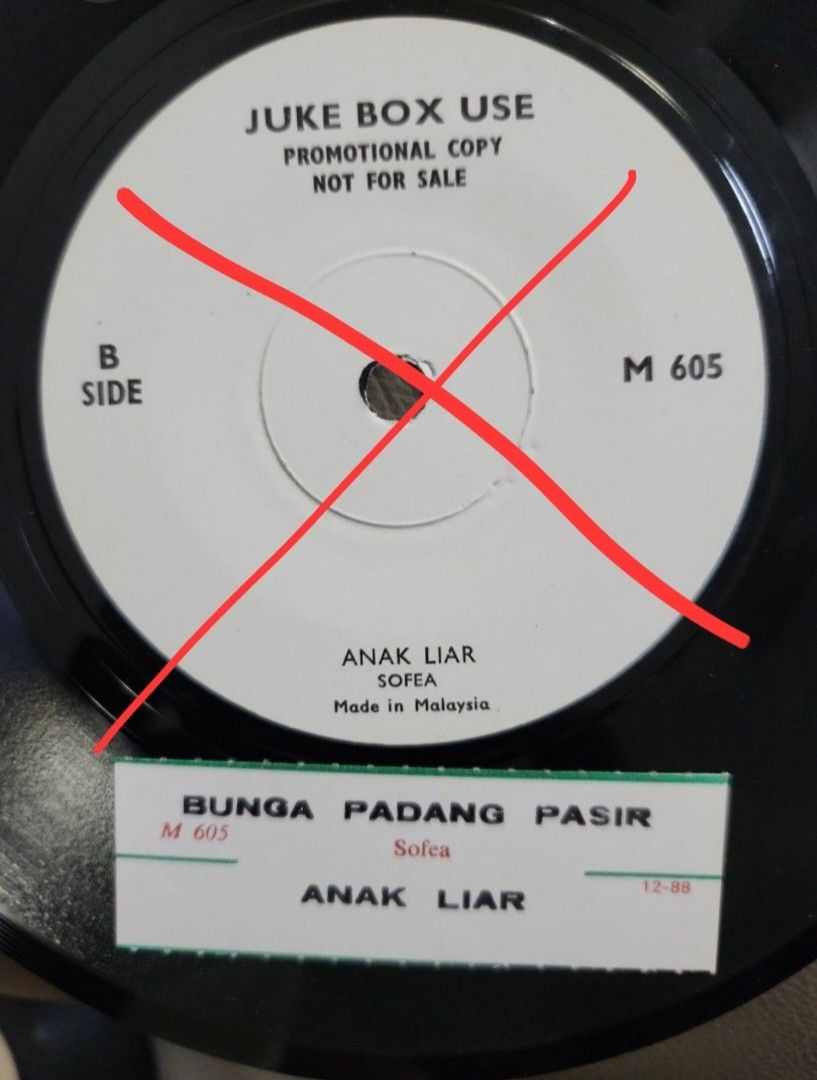 JUKE BOX USE
PROMOTIONAL COPY
NOT FOR SALE
B
SIDE
M 605
ANAK LIAR
SOFEA
Made in Malaysia
BUNGA PADANG PASIR
M 605
Sofea
12-88
ANAK LIAR